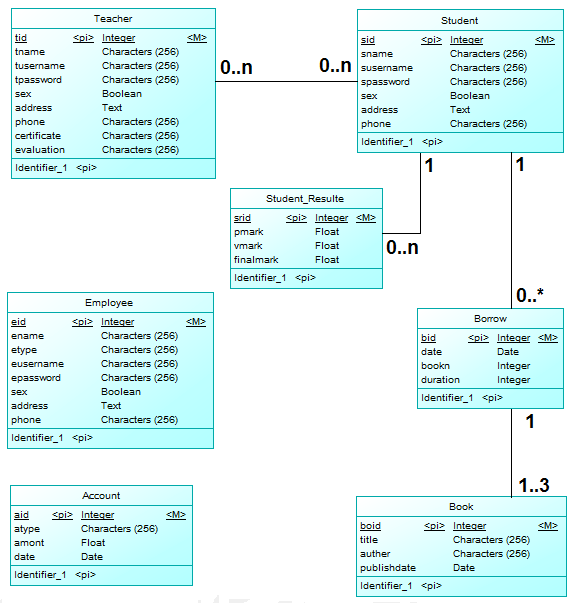 Teacher
tid <pi> Integer <M>
tname Characters (256)
tusername Characters (256)
tpassword Characters (256)
sex Boolean
address Text
phone Characters (256)
certificate Characters (256)
evaluation Characters (256)
Identifier_1 <pi>
0..n
0..n
Student
sid <pi> Integer <M>
sname Characters (256)
susername Characters (256)
spassword Characters (256)
sex Boolean
address Text
phone Characters (256)
Identifier_1 <pi>
1
1
Student_Resulte
srid <pi> Integer <M>
pmark Float
vmark Float
finalmark Float
Identifier_1 <pi>
0..n
0..*
Employee
eid <pi> Integer <M>
ename Characters (256)
etype Characters (256)
eusername Characters (256)
epassword Characters (256)
sex Boolean
address Text
phone Characters (256)
Identifier_1 <pi>
Borrow
bid <pi> Integer <M>
date Date
bookn Integer
duration Integer
Identifier_1 <pi>
1
1..3
Account
aid <pi> Integer <M>
atype Characters (256)
amont Float
date Date
Identifier_1 <pi>
Book
boid <pi> Integer <M>
title Characters (256)
auther Characters (256)
publishdate Date
Identifier_1 <pi>